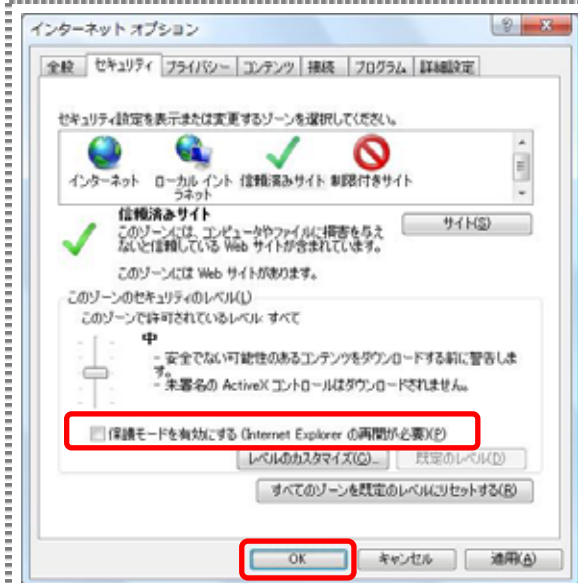 インターネット オプション
全般 セキュリティ プライバシー コンテンツ 接続 プログラム 詳細設定
セキュリティ設定を表示または変更するゾーンを選択してください。
インターネット ローカル イントラネット 信頼済みサイト 制限付きサイト
信頼済みサイト
サイト(S)
このゾーンには、コンピュータやファイルに損害を与え
ないと信頼している Web サイトが含まれています。
このゾーンには Web サイトがあります。
このゾーンのセキュリティのレベル(L)
このゾーンで許可されているレベル: すべて
中
- 安全でない可能性のあるコンテンツをダウンロードする前に警告しま
す。
- 未署名の ActiveX コントロールはダウンロードされません。
保護モードを有効にする (Internet Explorer の再開が必要)(P)
レベルのカスタマイズ(C)... 既定のレベル(D)
すべてのゾーンを既定のレベルにリセットする(R)
OK キャンセル 適用(A)